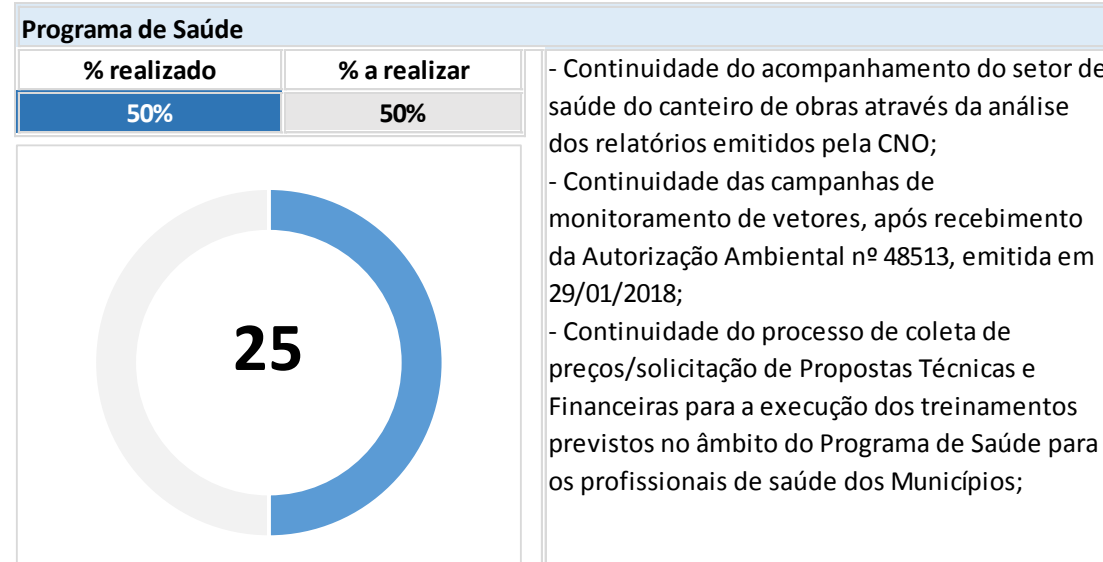 Programa de Saúde
% realizado
% a realizar
50%
50%
25
- Continuidade do acompanhamento do setor de
saúde do canteiro de obras através da análise
dos relatórios emitidos pela CNO;
- Continuidade das campanhas de
monitoramento de vetores, após recebimento
da Autorização Ambiental nº 48513, emitida em
29/01/2018;
- Continuidade do processo de coleta de
preços/solicitação de Propostas Técnicas e
Financeiras para a execução dos treinamentos
previstos no âmbito do Programa de Saúde para
os profissionais de saúde dos Municípios;